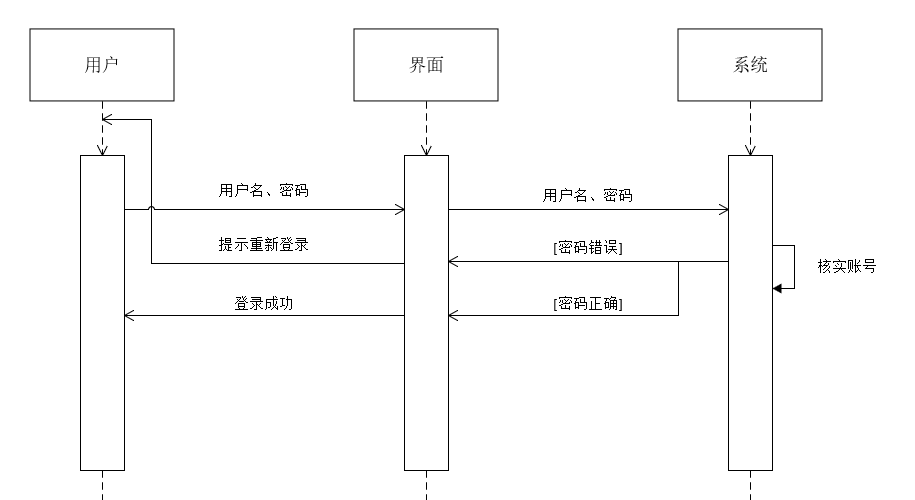 用户
界面
系统
用户名、密码
用户名、密码
提示重新登录
[密码错误]
核实账号
登录成功
[密码正确]